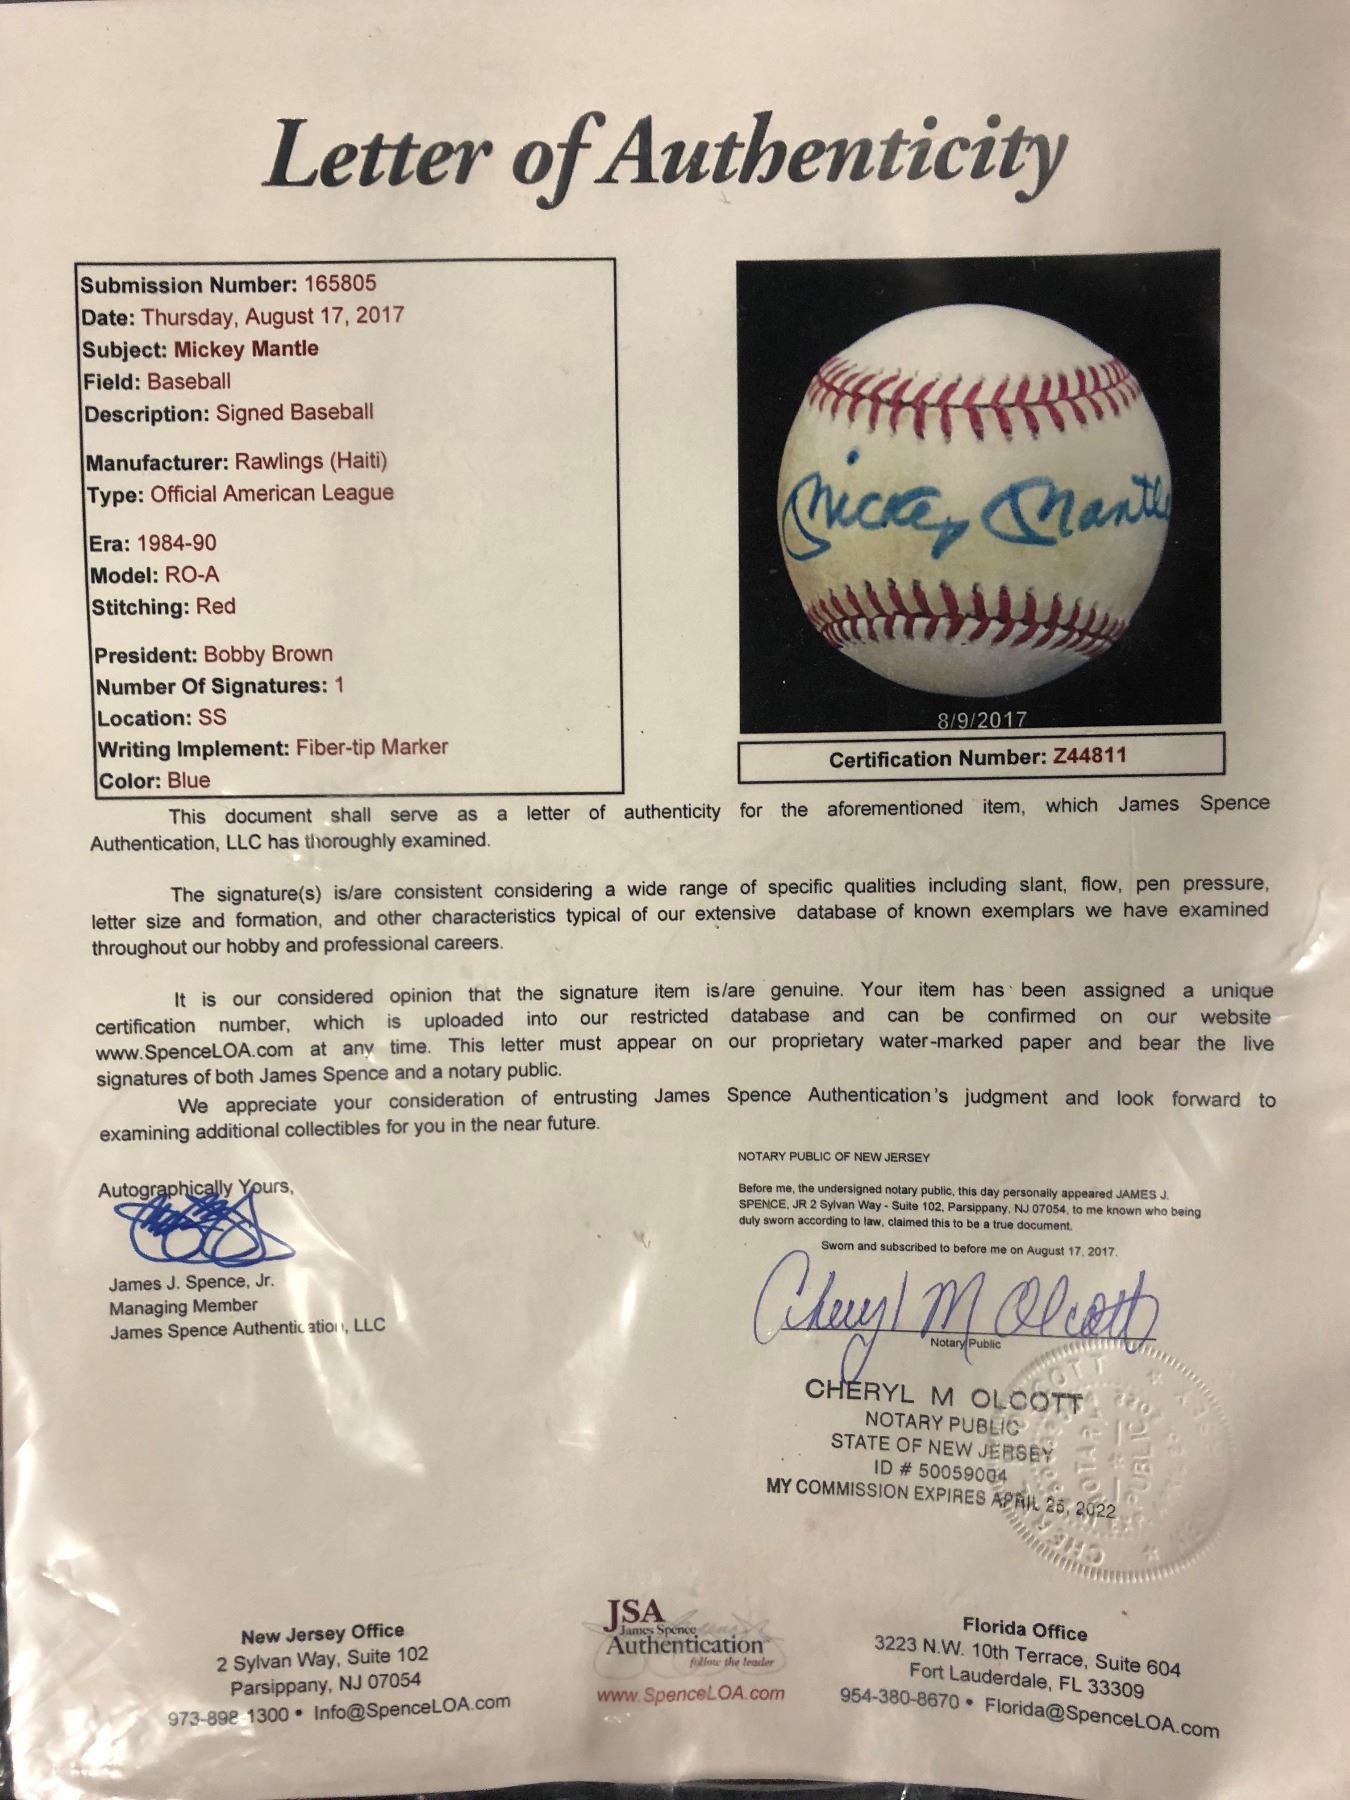 Letter of Authenticity
Submission Number: 165805
Date: Thursday, August 17, 2017
Subject: Mickey Mantle
Field: Baseball
Description: Signed Baseball
Manufacturer: Rawlings (Haiti)
Type: Official American League
Era: 1984-90
Model: RO-A
Stitching: Red
President: Bobby Brown
Number Of Signatures: 1
Location: SS
Writing Implement: Fiber-tip Marker
Color: Blue
Mickey Mantle
8/9/2017
Certification Number: Z44811
This document shall serve as a letter of authenticity for the aforementioned item, which James Spence
Authentication, LLC has thoroughly examined.
The signature(s) is/are consistent considering a wide range of specific qualities including slant, flow, pen pressure,
letter size and formation, and other characteristics typical of our extensive database of known exemplars we have examined
throughout our hobby and professional careers.
It is our considered opinion that the signature item is/are genuine. Your item has been assigned a unique
certification number, which is uploaded into our restricted database and can be confirmed on our website
www.SpenceLOA.com at any time. This letter must appear on our proprietary water-marked paper and bear the live
signatures of both James Spence and a notary public.
We appreciate your consideration of entrusting James Spence Authentication's judgment and look forward to
examining additional collectibles for you in the near future.
Autographically Yours,
James J. Spence, Jr.
Managing Member
James Spence Authentication, LLC
NOTARY PUBLIC OF NEW JERSEY
Before me, the undersigned notary public, this day personally appeared JAMES J.
SPENCE, JR 2 Sylvan Way - Suite 102, Parsippany, NJ 07054, to me known who being
duly sworn according to law, claimed this to be a true document.
Sworn and subscribed to before me on August 17, 2017.
Cheryl M Olcott
Notary Public
CHERYL M OLCOTT
NOTARY PUBLIC
STATE OF NEW JERSEY
ID # 50059004
MY COMMISSION EXPIRES APRIL 25, 2022
New Jersey Office
2 Sylvan Way, Suite 102
Parsippany, NJ 07054
973-898-1300 • Info@SpenceLOA.com
JSA
James Spence
Authentication
follow the leader
www.SpenceLOA.com
Florida Office
3223 N.W. 10th Terrace, Suite 604
Fort Lauderdale, FL 33309
954-380-8670 • Florida@SpenceLOA.com